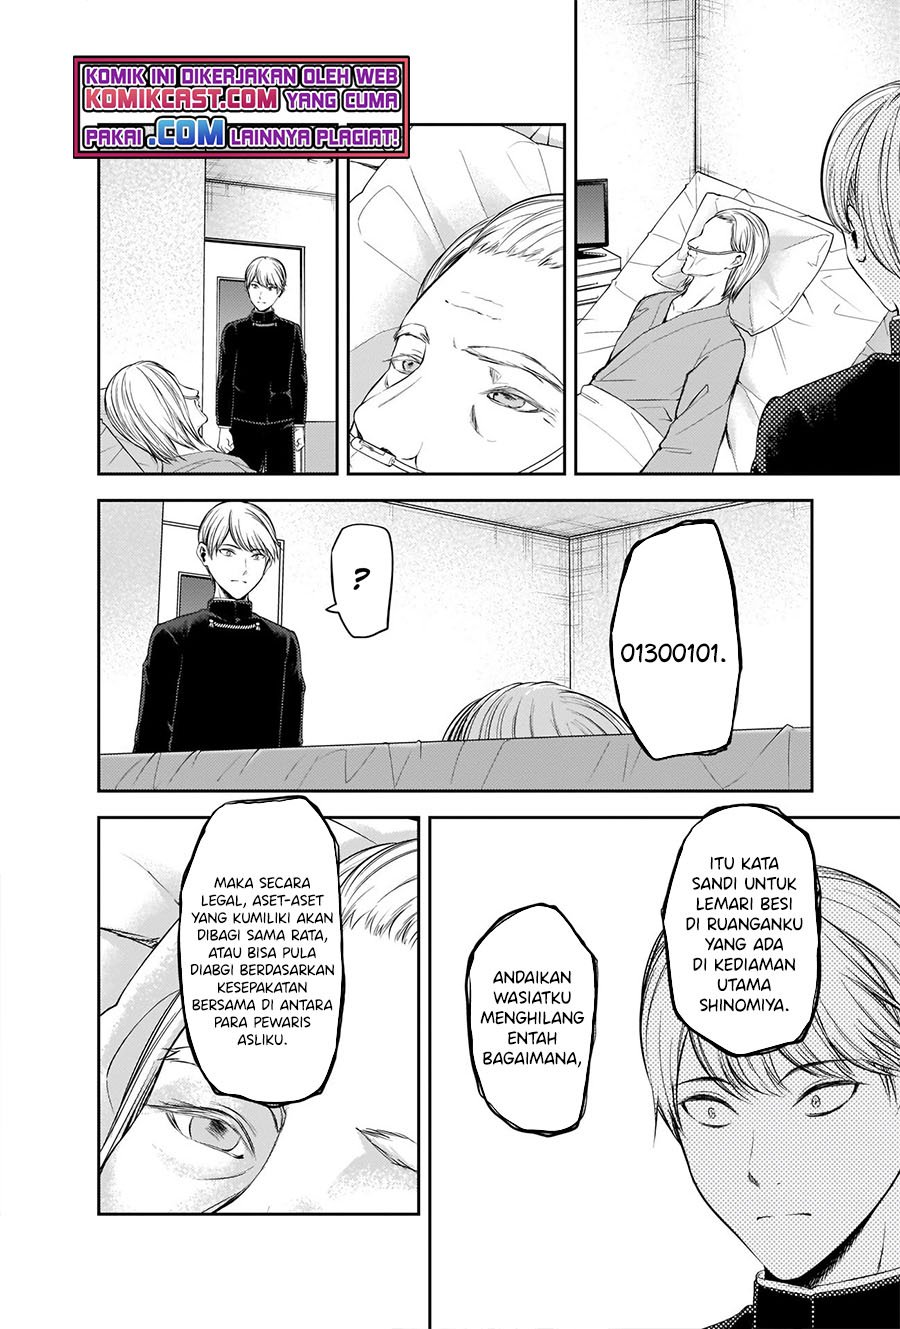 KOMIK INI DIKERJAKAN OLEH WEB
KOMIKCAST.COM YANG CUMA
PAKAI .COM LAINNYA PLAGIAT!
01300101.
?
ITU KATA
SANDI UNTUK
LEMARI BESI
DI RUANGANKU
YANG ADA
DI KEDIAMAN
UTAMA
SHINOMIYA.
ANDAIKAN
WASIATKU
MENGHILANG
ENTAH
BAGAIMANA,
MAKA SECARA
LEGAL, ASET-ASET
YANG KUMILIKI AKAN
DIBAGI SAMA RATA,
ATAU BISA PULA
DIABGI BERDASARKAN
KESEPAKATAN
BERSAMA DI ANTARA
PARA PEWARIS
ASLIKU.